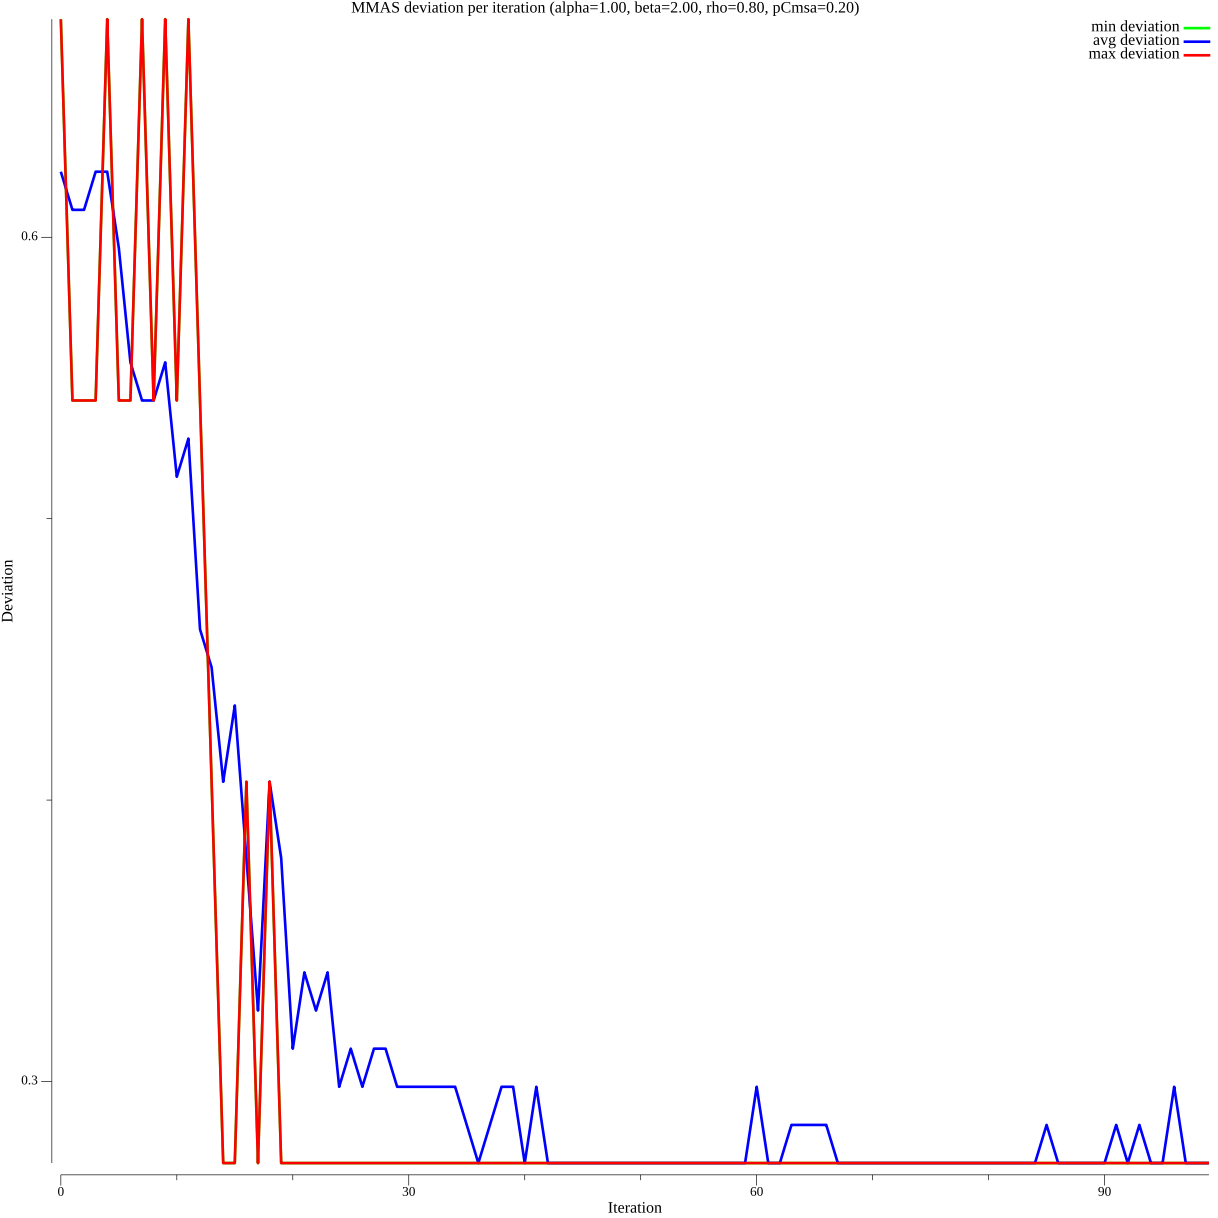 MMAS deviation per iteration (alpha=1.00, beta=2.00, rho=0.80, pCmsa=0.20)
min deviation
avg deviation
max deviation
0.6
Deviation
0.3
0 30 60 90
Iteration